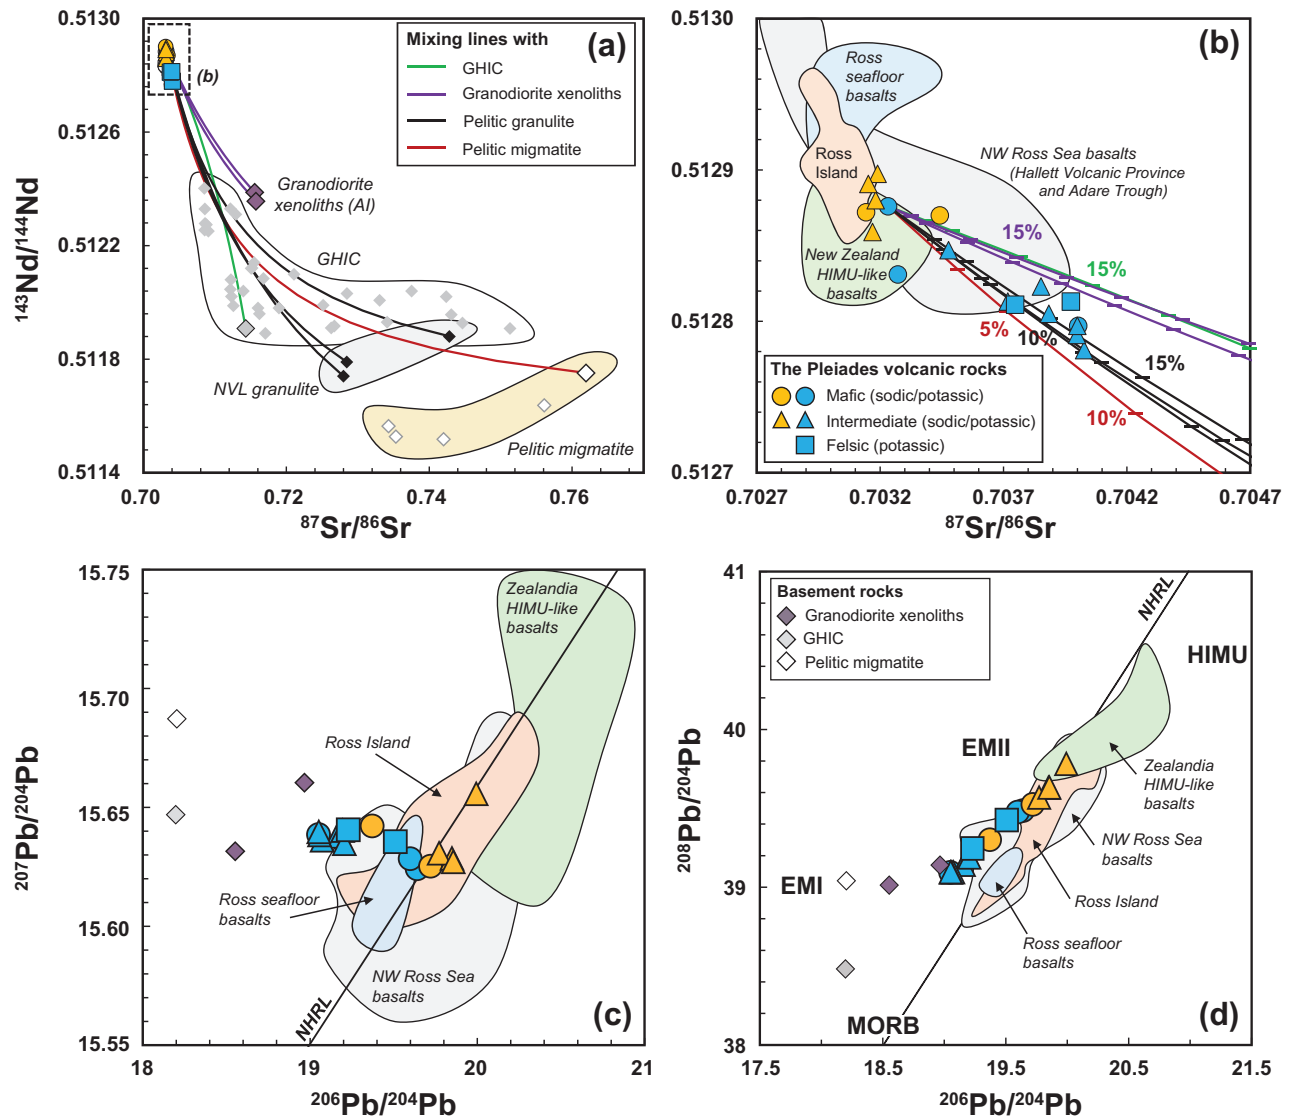 0.5130
0.5126
0.5122
0.5118
0.5114
143Nd/144Nd
0.70
0.72
0.74
0.76
87Sr/86Sr
(a)
(b)
Mixing lines with
GHIC
Granodiorite xenoliths
Pelitic granulite
Pelitic migmatite
Granodiorite
xenoliths (AI)
GHIC
NVL granulite
Pelitic migmatite
0.5130
0.5129
0.5128
0.5127
0.7027
0.7032
0.7037
0.7042
0.7047
87Sr/86Sr
(b)
Ross
seafloor
basalts
Ross
Island
NW Ross Sea basalts
(Hallett Volcanic Province
and Adare Trough)
New Zealand
HIMU-like
basalts
15%
15%
5%
10%
15%
10%
The Pleiades volcanic rocks
Mafic (sodic/potassic)
Intermediate (sodic/potassic)
Felsic (potassic)
15.75
15.70
15.65
15.60
15.55
207Pb/204Pb
18
19
20
21
206Pb/204Pb
(c)
Zealandia
HIMU-like
basalts
Ross Island
Ross seafloor
basalts
NW Ross Sea
basalts
NHRL
41
40
39
38
208Pb/204Pb
17.5
18.5
19.5
20.5
21.5
206Pb/204Pb
(d)
Basement rocks
Granodiorite xenoliths
GHIC
Pelitic migmatite
NHRL
HIMU
EMII
EMI
MORB
Zealandia
HIMU-like
basalts
NW Ross Sea
basalts
Ross Island
Ross seafloor
basalts